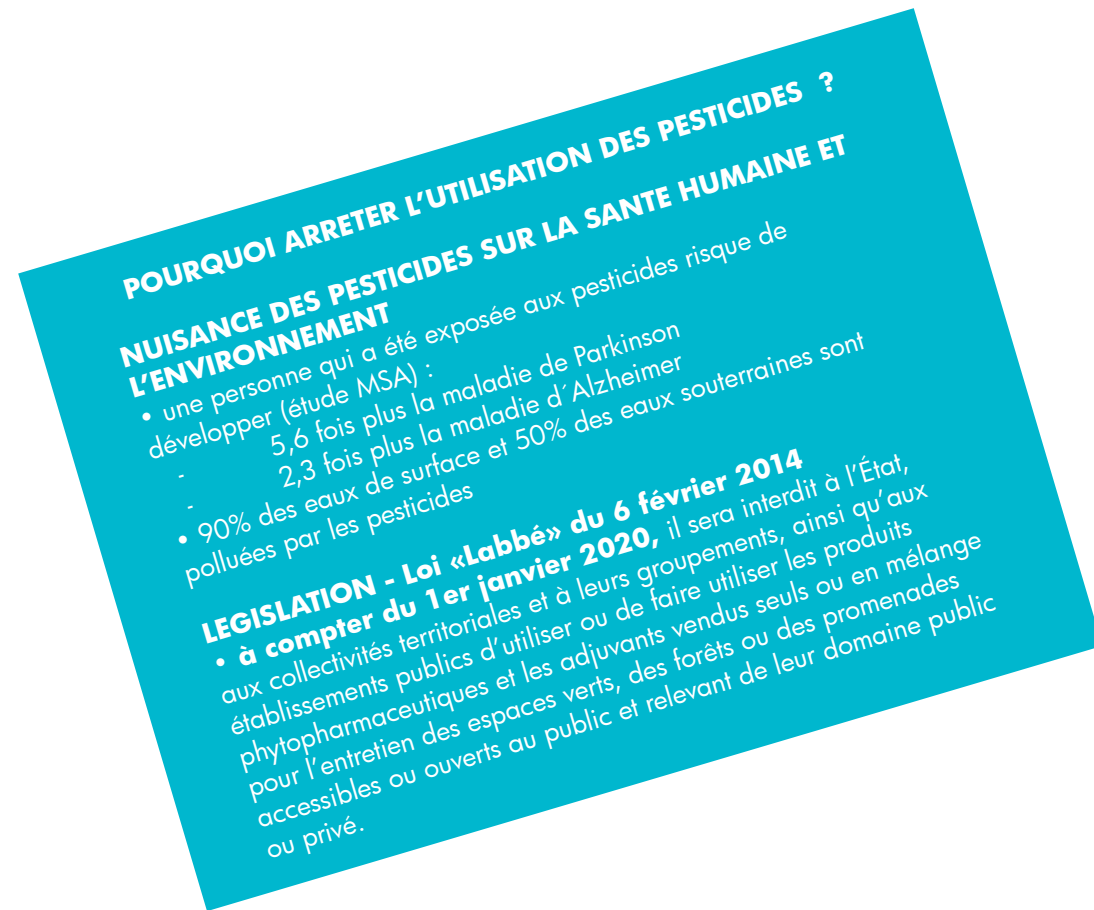 POURQUOI ARRETER L’UTILISATION DES PESTICIDES ?
NUISANCE DES PESTICIDES SUR LA SANTE HUMAINE ET
L’ENVIRONNEMENT
• une personne qui a été exposée aux pesticides risque de
développer (étude MSA) :
- 5,6 fois plus la maladie de Parkinson
- 2,3 fois plus la maladie d´Alzheimer
• 90% des eaux de surface et 50% des eaux souterraines sont
polluées par les pesticides
LEGISLATION - Loi «Labbé» du 6 février 2014
• à compter du 1er janvier 2020, il sera interdit à l’État,
aux collectivités territoriales et à leurs groupements, ainsi qu’aux
établissements publics d’utiliser ou de faire utiliser les produits
phytopharmaceutiques et les adjuvants vendus seuls ou en mélange
pour l’entretien des espaces verts, des forêts ou des promenades
accessibles ou ouverts au public et relevant de leur domaine public
ou privé.